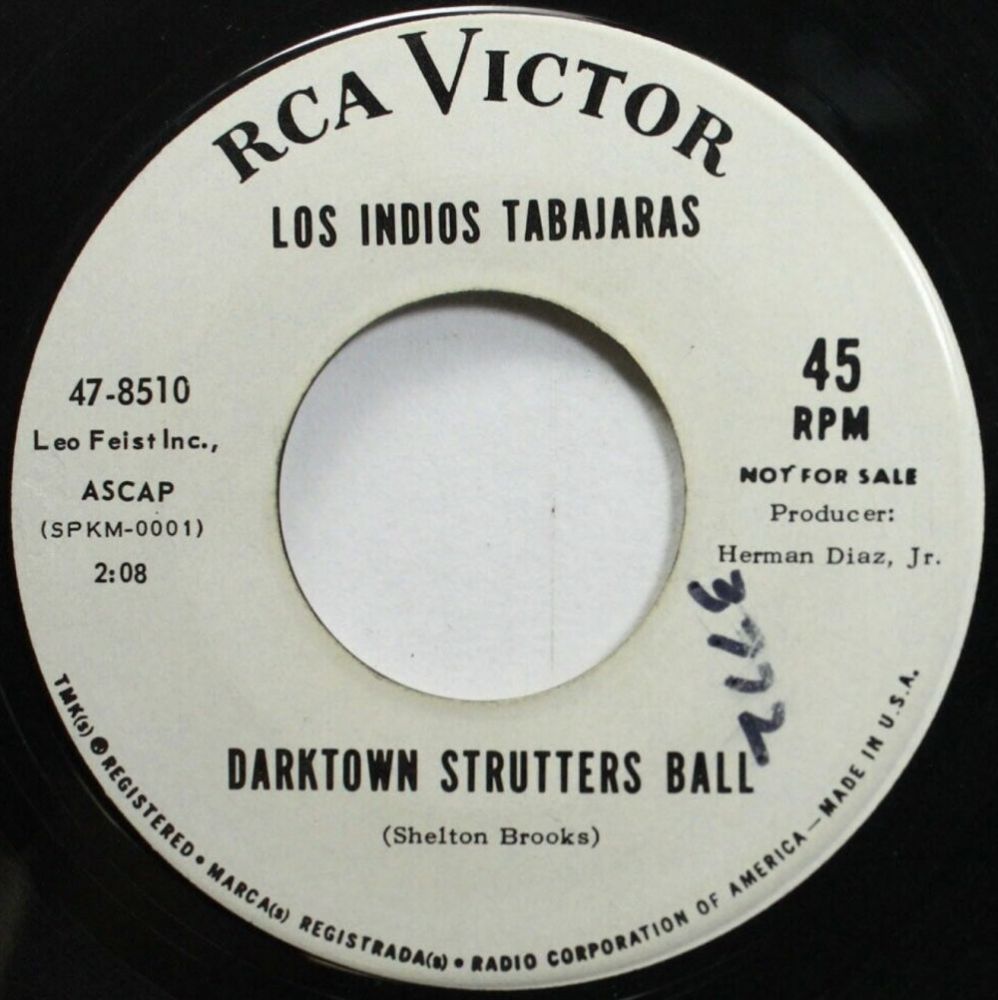 RCA VICTOR
LOS INDIOS TABAJARAS
47-8510
Leo Feist Inc.,
ASCAP
(SPKM-0001)
2:08
45
RPM
NOT FOR SALE
Producer:
Herman Diaz, Jr.
DARKTOWN STRUTTERS BALL
(Shelton Brooks)
TMK(s) ® REGISTERED • MARCA(s) REGISTRADA(s) • RADIO CORPORATION OF AMERICA — MADE IN U.S.A.